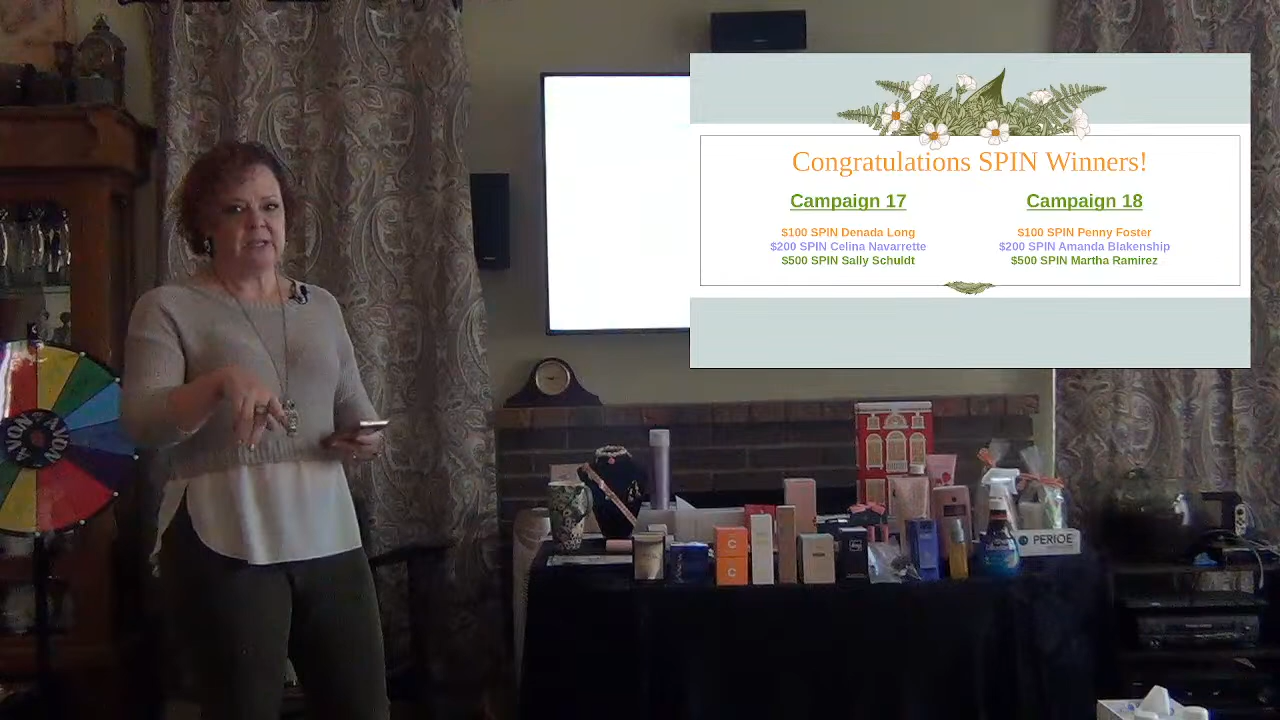 Congratulations SPIN Winners!
Campaign 17
$100 SPIN Denada Long
$200 SPIN Celina Navarrette
$500 SPIN Sally Schuldt
Campaign 18
$100 SPIN Penny Foster
$200 SPIN Amanda Blakenship
$500 SPIN Martha Ramirez
AVON
AVON
C
C
PERIOE